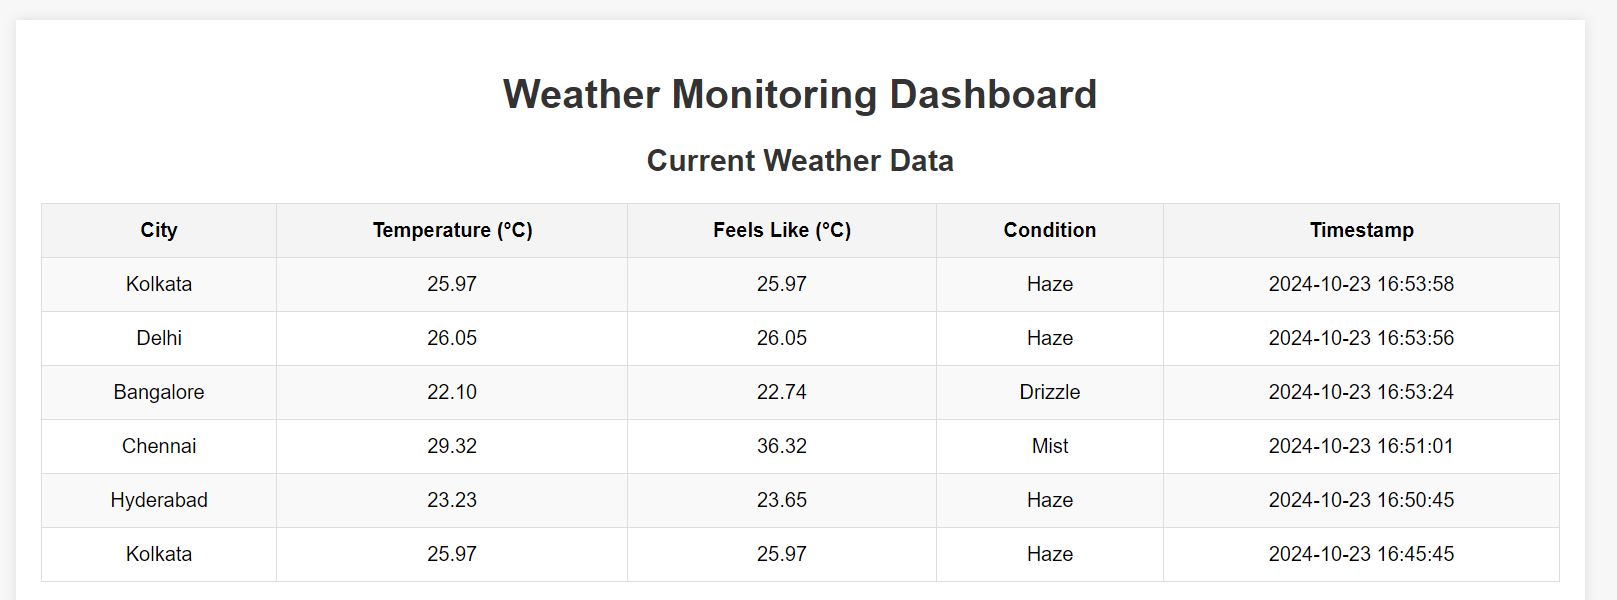 Weather Monitoring Dashboard
Current Weather Data
City Temperature (°C) Feels Like (°C) Condition Timestamp
Kolkata 25.97 25.97 Haze 2024-10-23 16:53:58
Delhi 26.05 26.05 Haze 2024-10-23 16:53:56
Bangalore 22.10 22.74 Drizzle 2024-10-23 16:53:24
Chennai 29.32 36.32 Mist 2024-10-23 16:51:01
Hyderabad 23.23 23.65 Haze 2024-10-23 16:50:45
Kolkata 25.97 25.97 Haze 2024-10-23 16:45:45